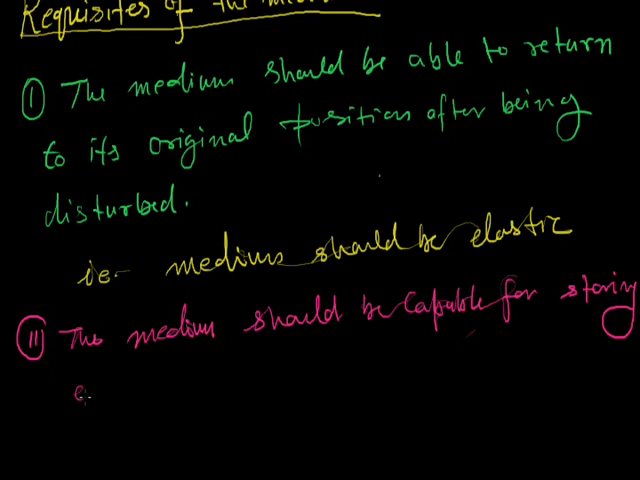 Requisites of the
(I) The medium should be able to return
to its original position after being
disturbed.
ie- medium should be elastic
(II) The medium should be capable for storing
e